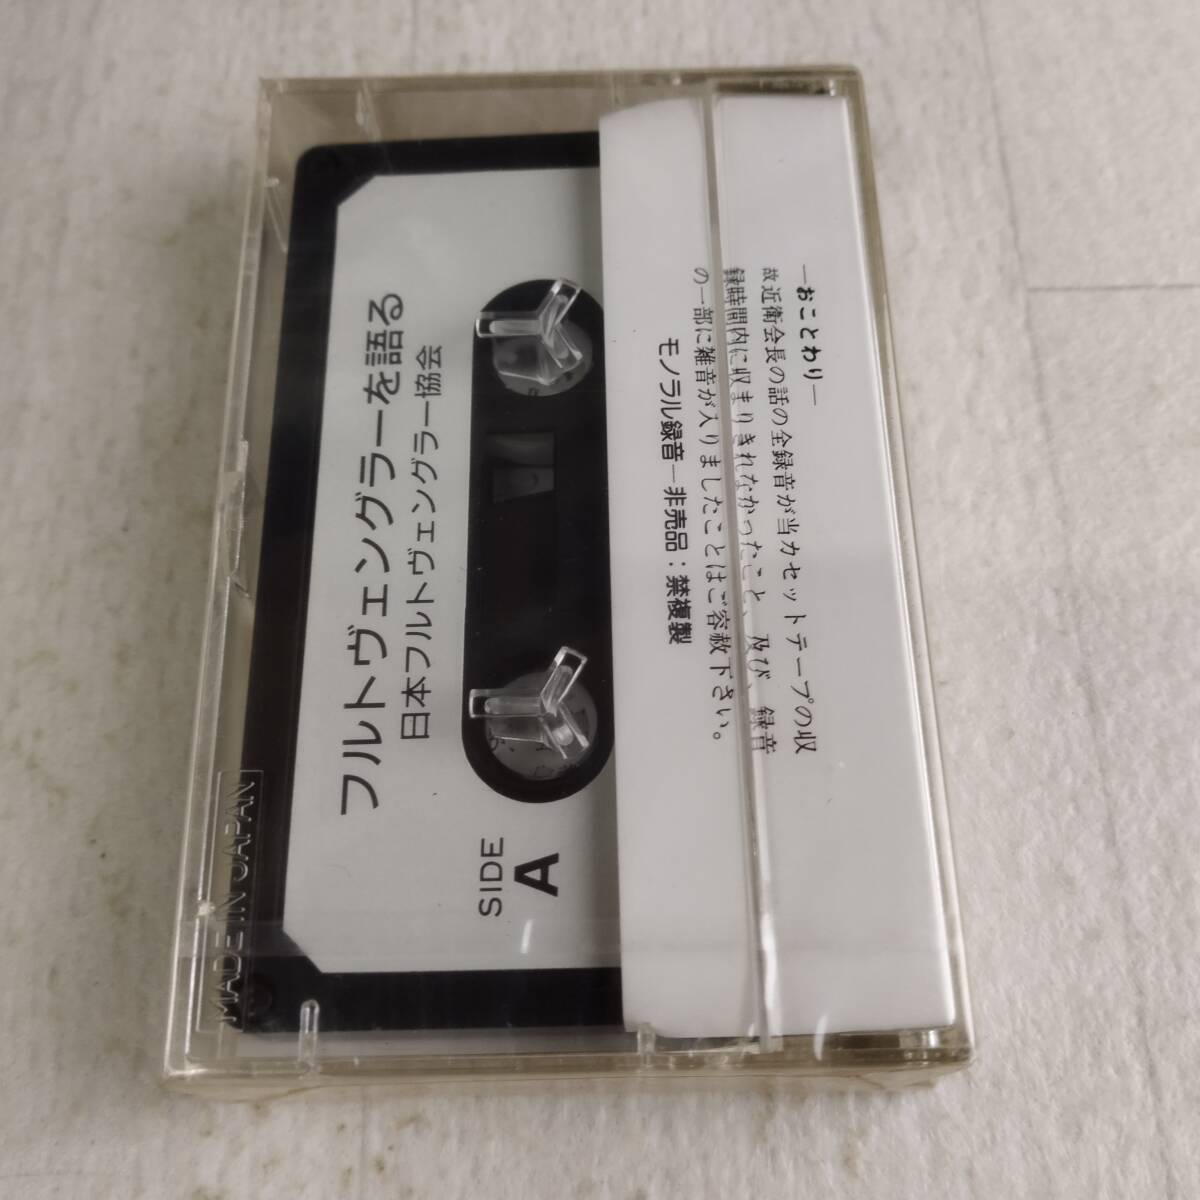 フルトヴェングラーを語る
日本フルトヴェングラー協会
SIDE
A
MADE IN JAPAN
—おことわり—
故近衛会長の話の全録音が当カセットテープの収
録時間内に収まりきれなかったこと、及び、録音
の一部に雑音が入りましたことはご容赦下さい。
モノラル録音—非売品：禁複製